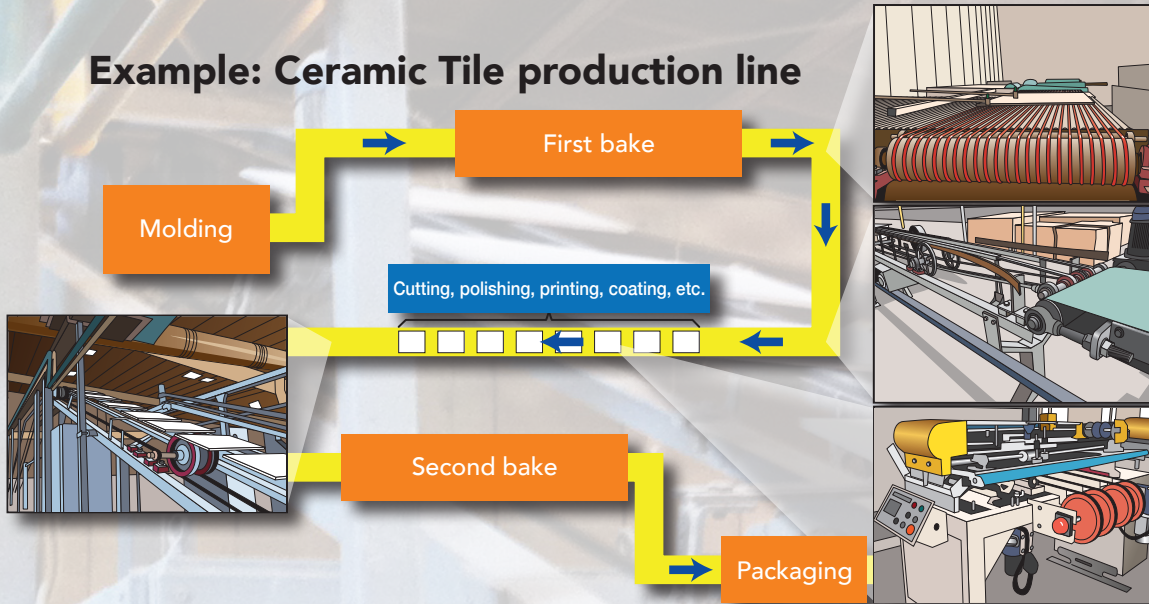 Example: Ceramic Tile production line
First bake
Molding
Cutting, polishing, printing, coating, etc.
Second bake
Packaging